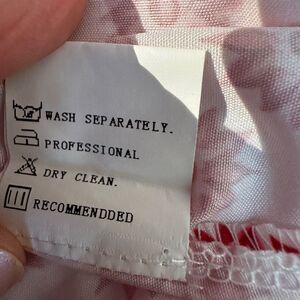 WASH SEPARATELY.
PROFESSIONAL
DRY CLEAN.
RECOMMENDDED